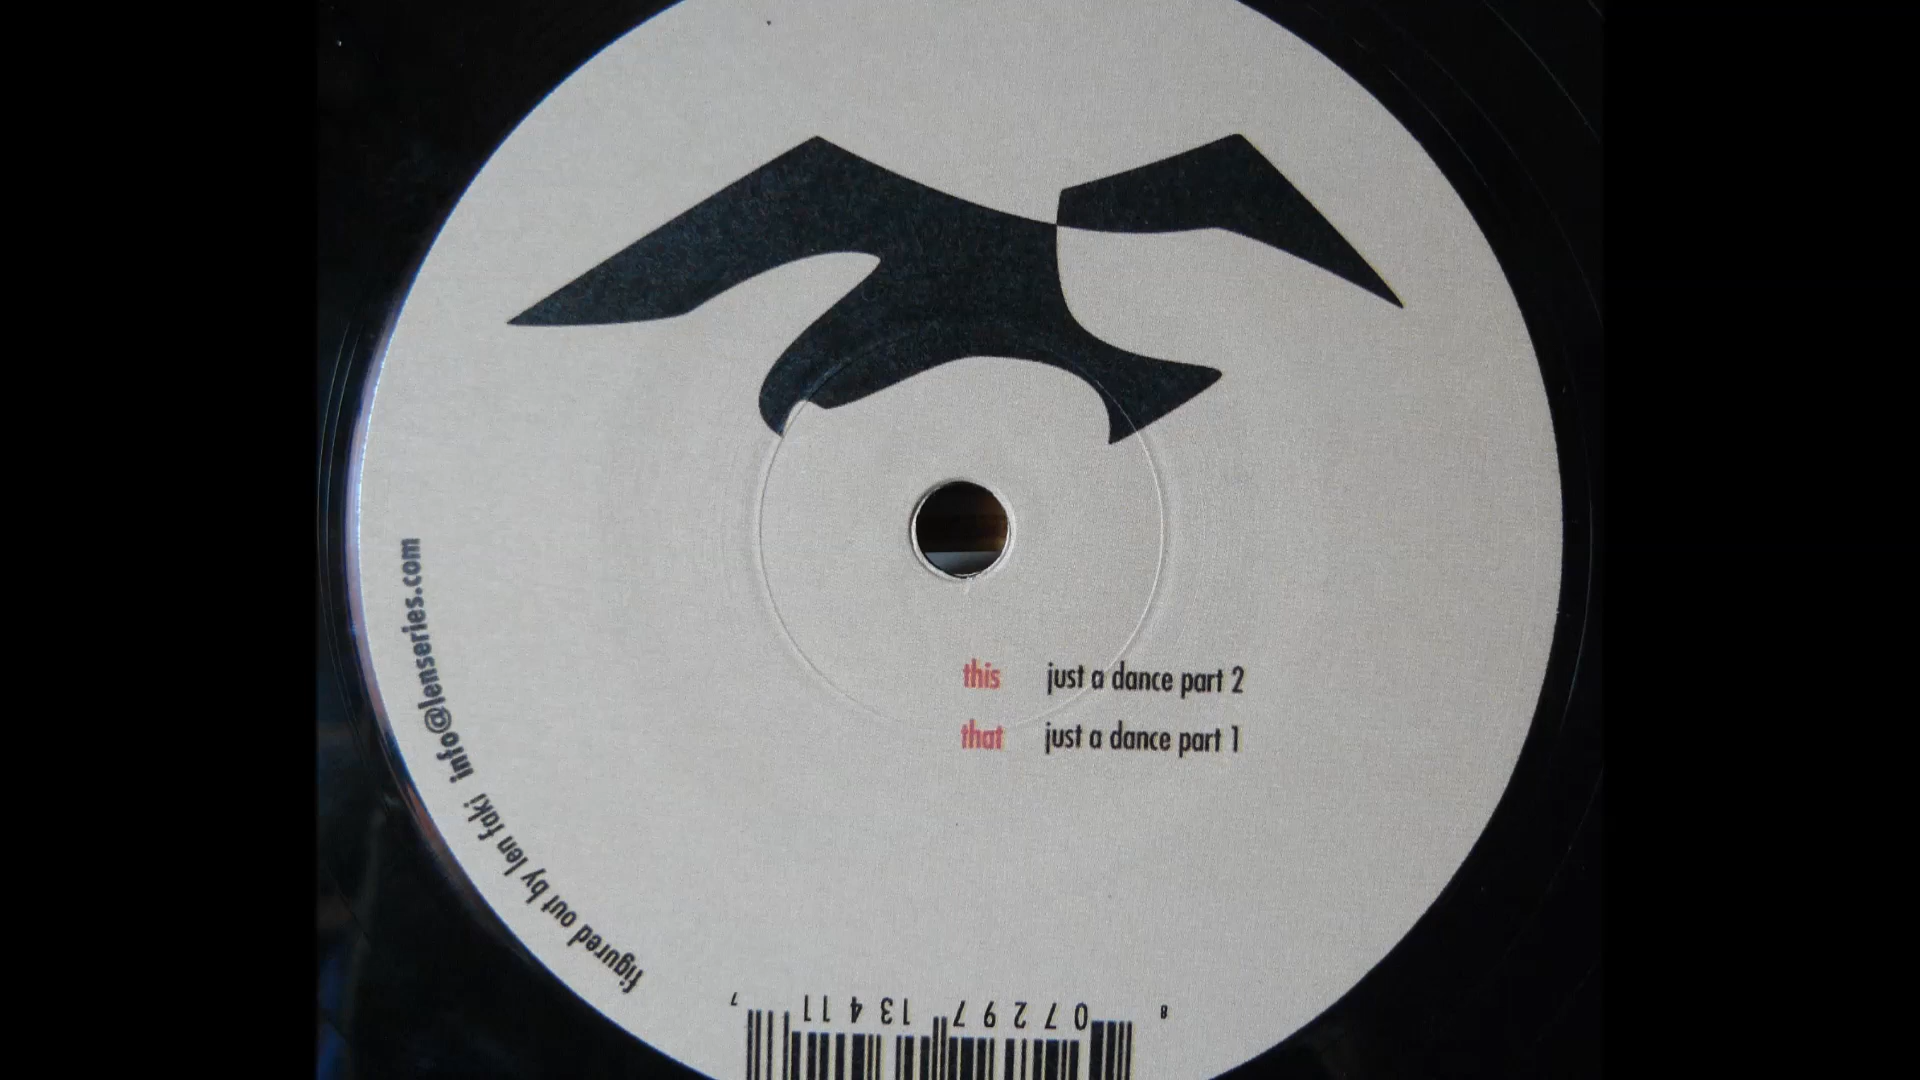 this just a dance part 2
that just a dance part 1
figured out by len faki info@lenseries.com
8 07297 13411 7